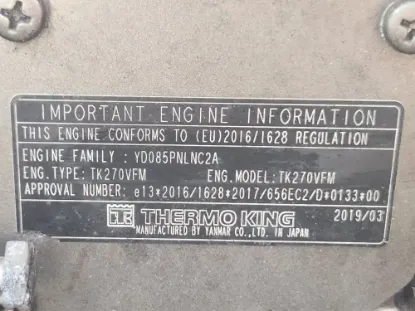 IMPORTANT ENGINE INFORMATION
THIS ENGINE CONFORMS TO (EU)2016/1628 REGULATION
ENGINE FAMILY : YD085PNLNC2A
ENG.TYPE: TK270VFM ENG.MODEL:TK270VFM
APPROVAL NUMBER: e13*2016/1628*2017/656EC2/D*0133*00
TK THERMO KING 2019/03
MANUFACTURED BY YANMAR CO.,LTD. IN JAPAN